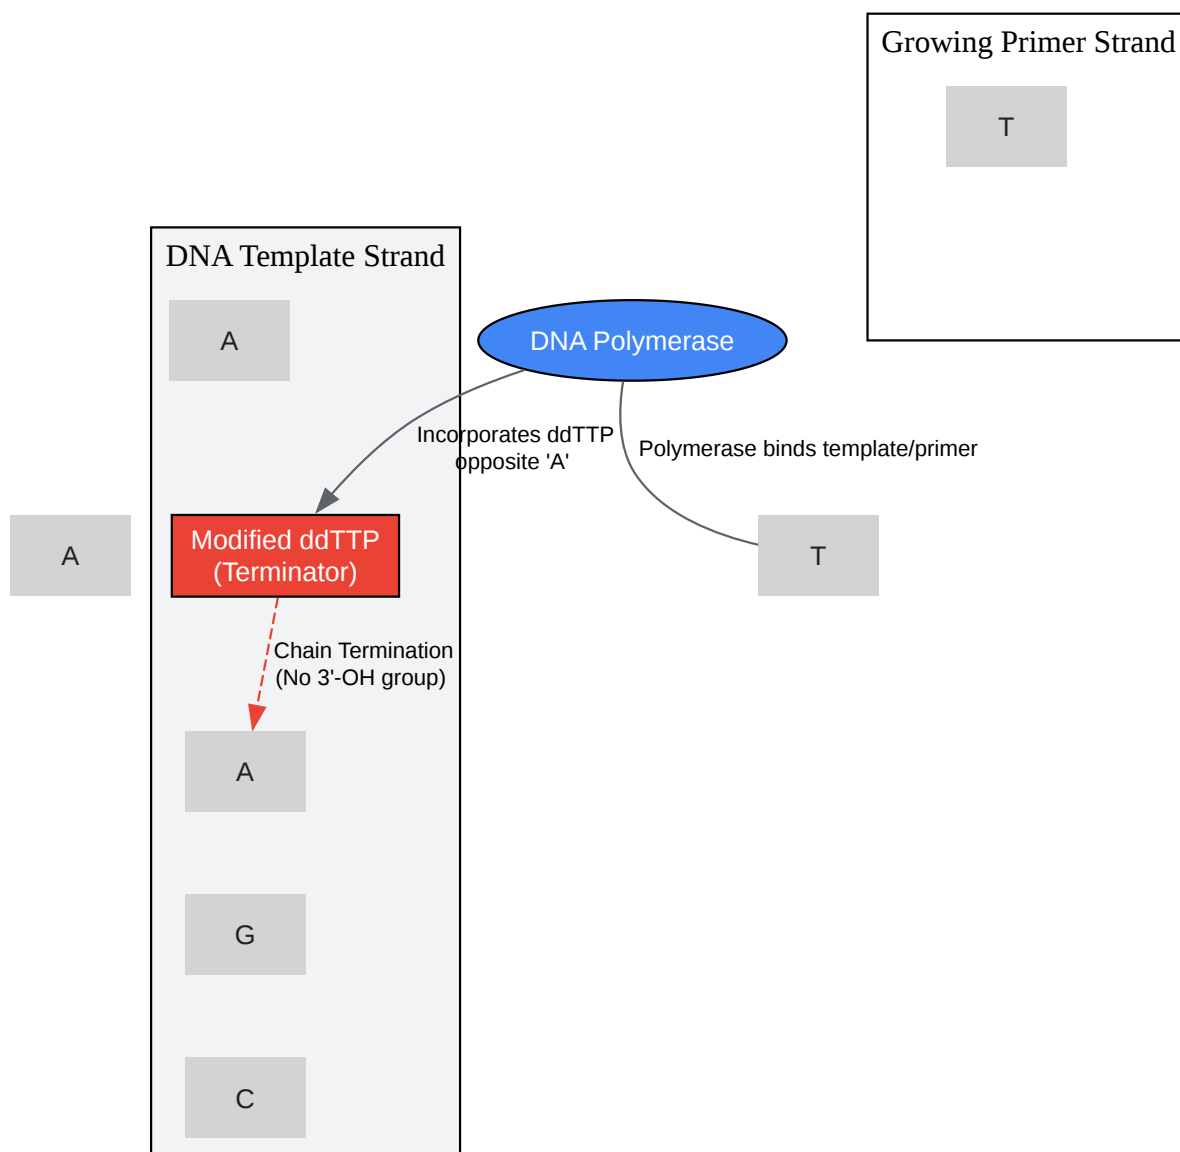 Growing Primer Strand
T
DNA Template Strand
A
DNA Polymerase
Incorporates ddTTP
opposite 'A'
Polymerase binds template/primer
A
Modified ddTTP
(Terminator)
T
Chain Termination
(No 3'-OH group)
A
G
C